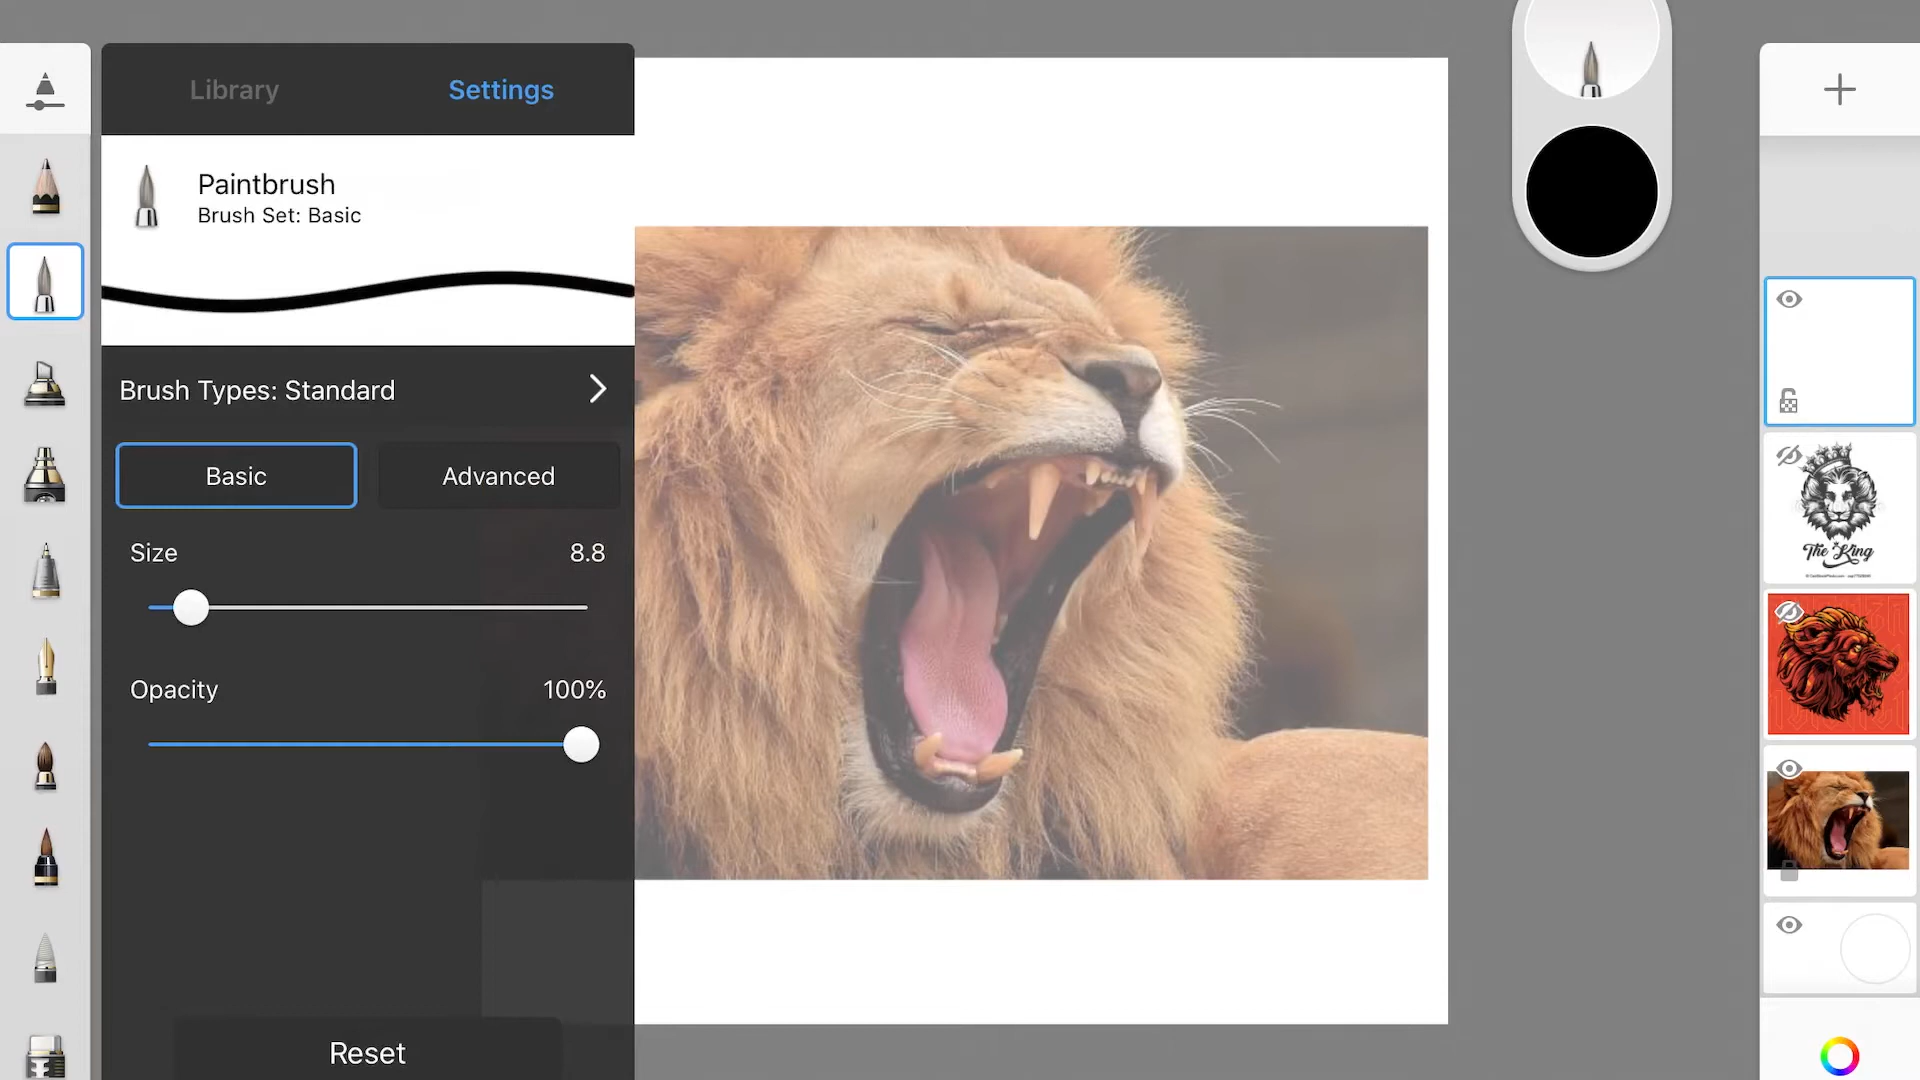 Library
Settings
Paintbrush
Brush Set: Basic
Brush Types: Standard
Basic
Advanced
Size
8.8
Opacity
100%
Reset
The King